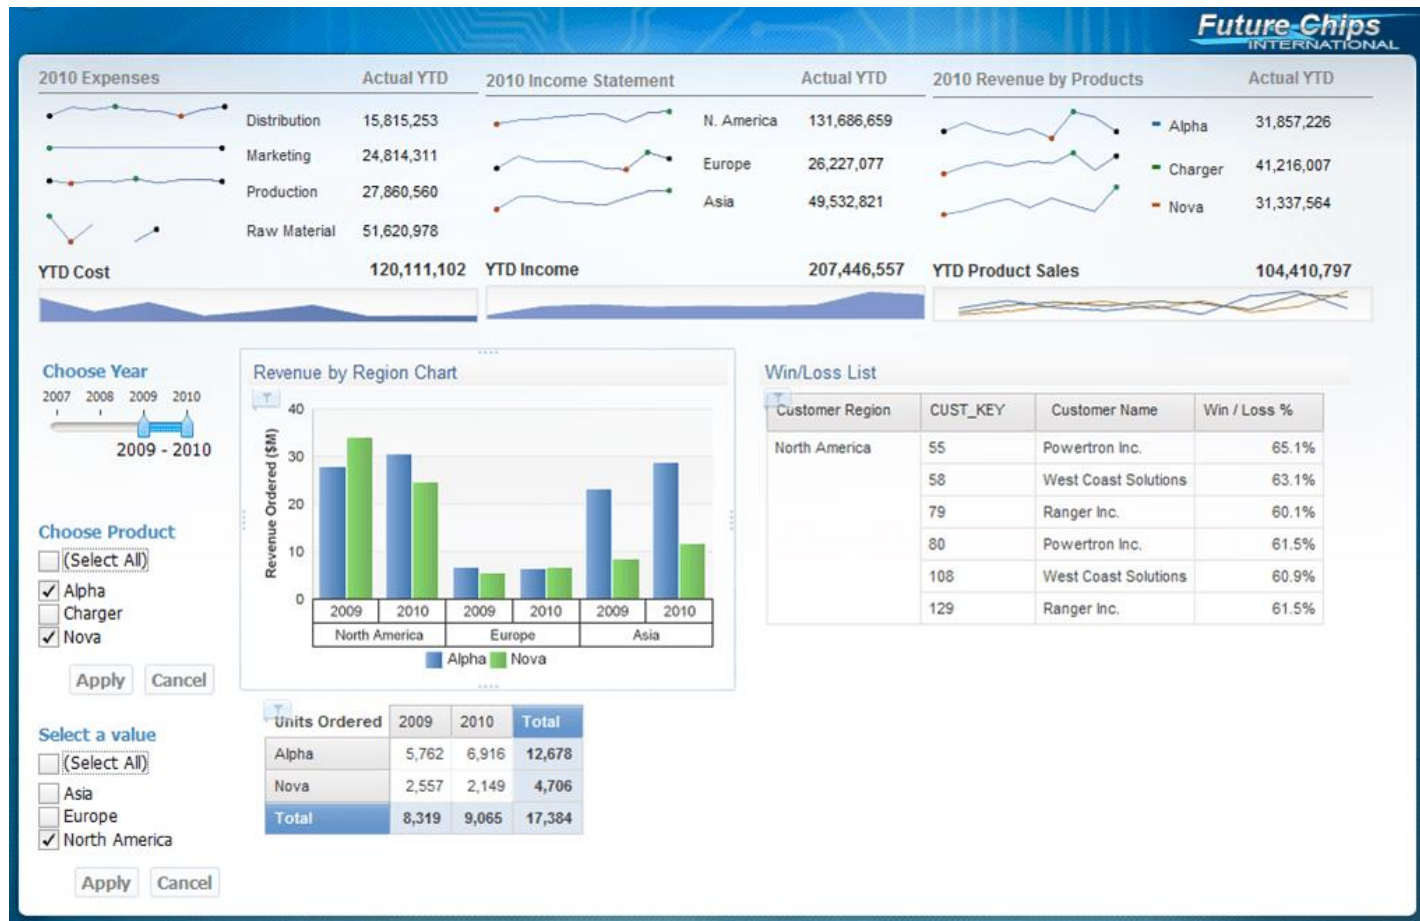 Future Chips
INTERNATIONAL
2010 Expenses Actual YTD
Distribution 15,815,253
Marketing 24,814,311
Production 27,860,560
Raw Material 51,620,978
YTD Cost 120,111,102
2010 Income Statement Actual YTD
N. America 131,686,659
Europe 26,227,077
Asia 49,532,821
YTD Income 207,446,557
2010 Revenue by Products Actual YTD
Alpha 31,857,226
Charger 41,216,007
Nova 31,337,564
YTD Product Sales 104,410,797
Choose Year
2007 2008 2009 2010
2009 - 2010
Choose Product
(Select All)
Alpha
Charger
Nova
Apply Cancel
Select a value
(Select All)
Asia
Europe
North America
Apply Cancel
Revenue by Region Chart
Revenue Ordered ($M)
40
30
20
10
0
2009 2010 2009 2010 2009 2010
North America Europe Asia
Alpha Nova
Units Ordered 2009 2010 Total
Alpha 5,762 6,916 12,678
Nova 2,557 2,149 4,706
Total 8,319 9,065 17,384
Win/Loss List
Customer Region CUST_KEY Customer Name Win / Loss %
North America 55 Powertron Inc. 65.1%
58 West Coast Solutions 63.1%
79 Ranger Inc. 60.1%
80 Powertron Inc. 61.5%
108 West Coast Solutions 60.9%
129 Ranger Inc. 61.5%